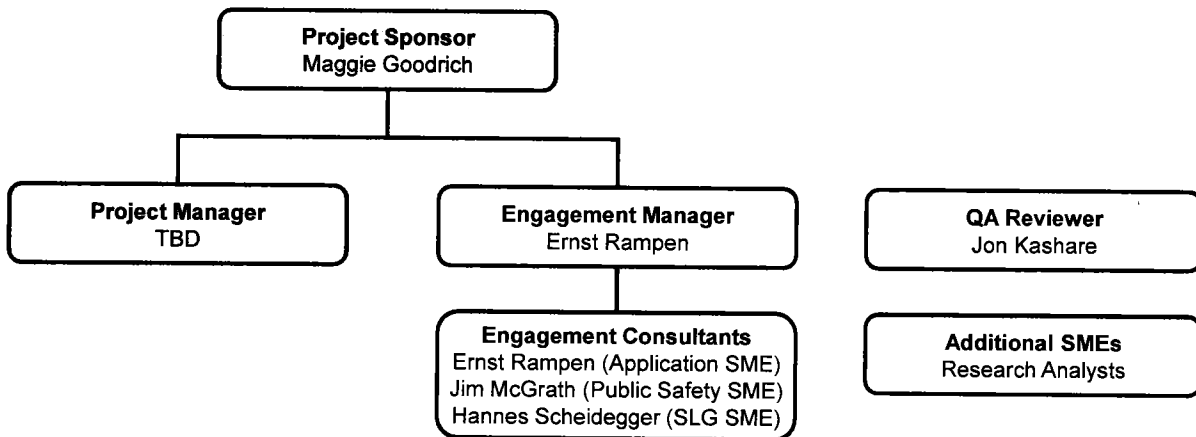 Project Sponsor
Maggie Goodrich
Project Manager
TBD
Engagement Manager
Ernst Rampen
QA Reviewer
Jon Kashare
Engagement Consultants
Ernst Rampen (Application SME)
Jim McGrath (Public Safety SME)
Hannes Scheidegger (SLG SME)
Additional SMEs
Research Analysts